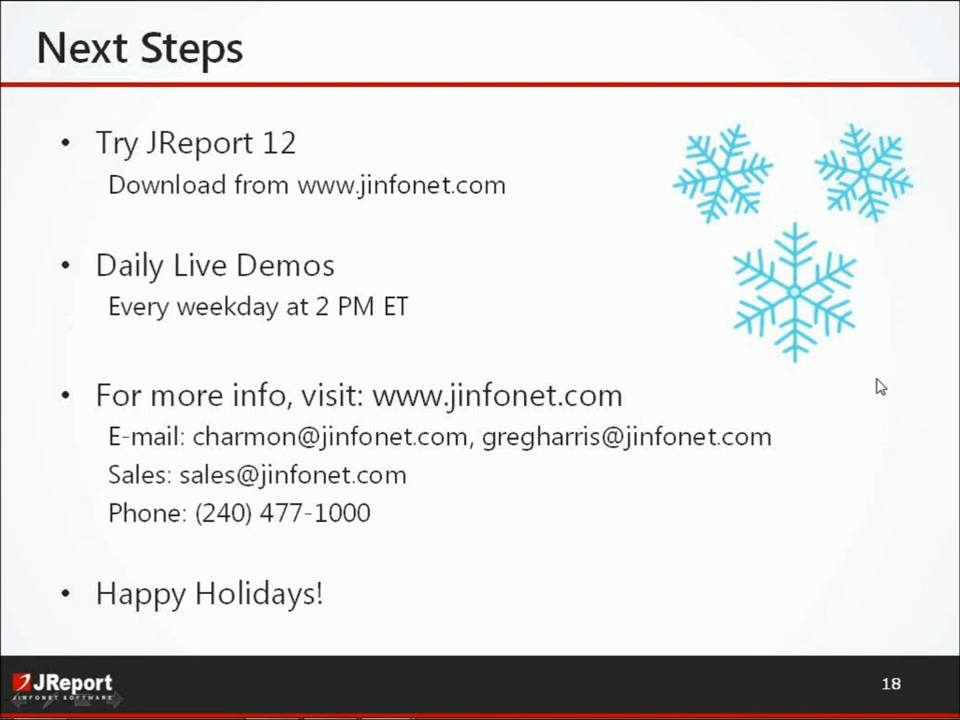 Next Steps
• Try JReport 12
Download from www.jinfonet.com
• Daily Live Demos
Every weekday at 2 PM ET
• For more info, visit: www.jinfonet.com
E-mail: charmon@jinfonet.com, gregharris@jinfonet.com
Sales: sales@jinfonet.com
Phone: (240) 477-1000
• Happy Holidays!
JReport
JINFONET SOFTWARE
18